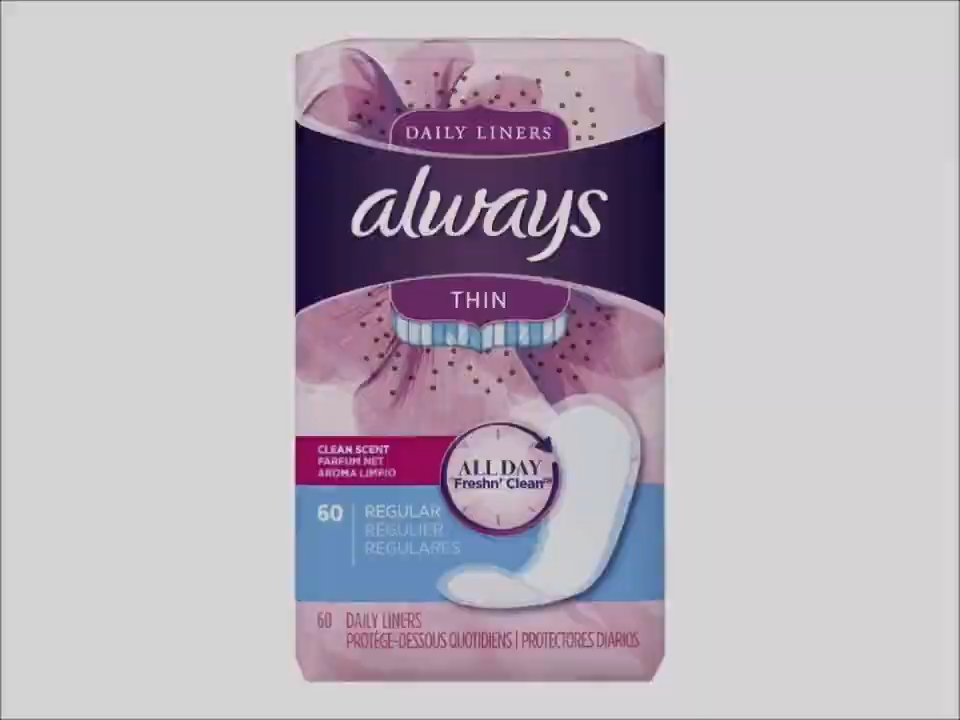 DAILY LINERS
always
THIN
CLEAN SCENT
PARFUM NET
AROMA LIMPIO
ALL DAY
Freshn' Clean™
60
REGULAR
RÉGULIER
REGULARES
60 DAILY LINERS
PROTÈGE-DESSOUS QUOTIDIENS | PROTECTORES DIARIOS